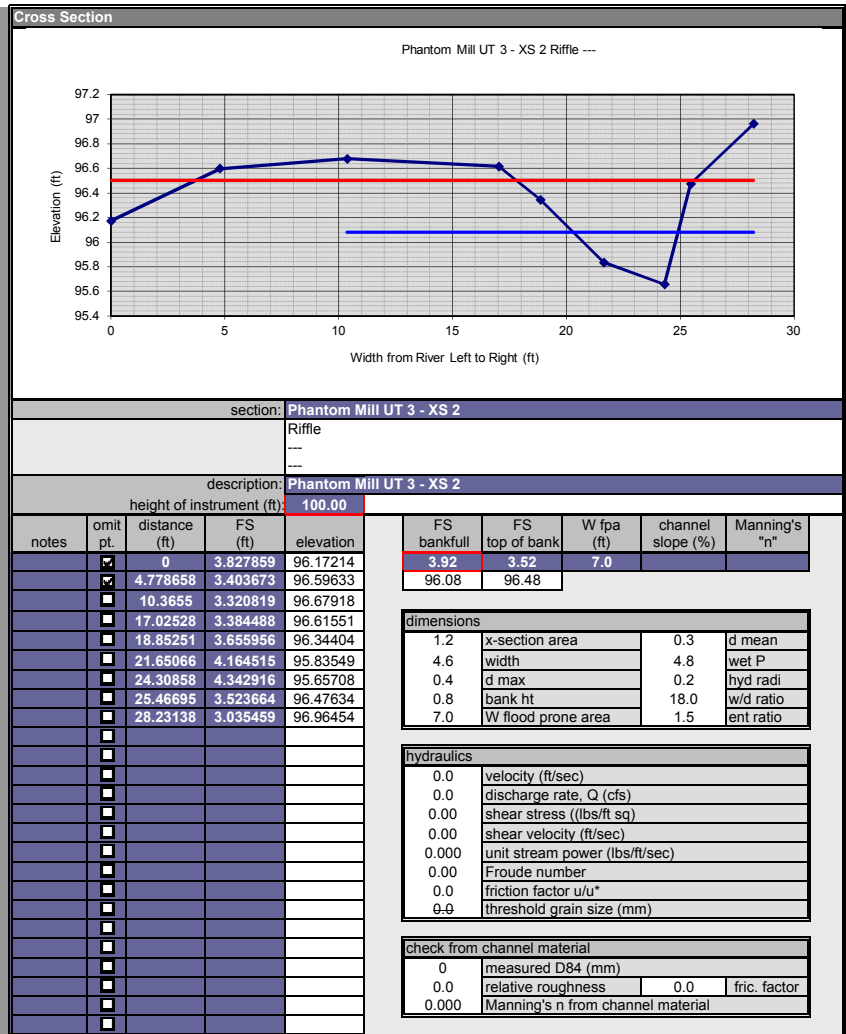 Cross Section
Phantom Mill UT 3 - XS 2 Riffle ---
97.2
97
96.8
96.6
96.4
96.2
96
95.8
95.6
95.4
Elevation (ft)
0 5 10 15 20 25 30
Width from River Left to Right (ft)
section: Phantom Mill UT 3 - XS 2
Riffle
---
---
description: Phantom Mill UT 3 - XS 2
height of instrument (ft): 100.00
notes omit pt. distance (ft) FS (ft) elevation
0 3.827859 96.17214
4.778658 3.403673 96.59633
10.3655 3.320819 96.67918
17.02528 3.384488 96.61551
18.85251 3.655956 96.34404
21.65066 4.164515 95.83549
24.30858 4.342916 95.65708
25.46695 3.523664 96.47634
28.23138 3.035459 96.96454
FS bankfull FS top of bank W fpa (ft) channel slope (%) Manning's "n"
3.92 3.52 7.0
96.08 96.48
dimensions
1.2 x-section area 0.3 d mean
4.6 width 4.8 wet P
0.4 d max 0.2 hyd radi
0.8 bank ht 18.0 w/d ratio
7.0 W flood prone area 1.5 ent ratio
hydraulics
0.0 velocity (ft/sec)
0.0 discharge rate, Q (cfs)
0.00 shear stress ((lbs/ft sq)
0.00 shear velocity (ft/sec)
0.000 unit stream power (lbs/ft/sec)
0.00 Froude number
0.0 friction factor u/u*
0.0 threshold grain size (mm)
check from channel material
0 measured D84 (mm)
0.0 relative roughness 0.0 fric. factor
0.000 Manning's n from channel material